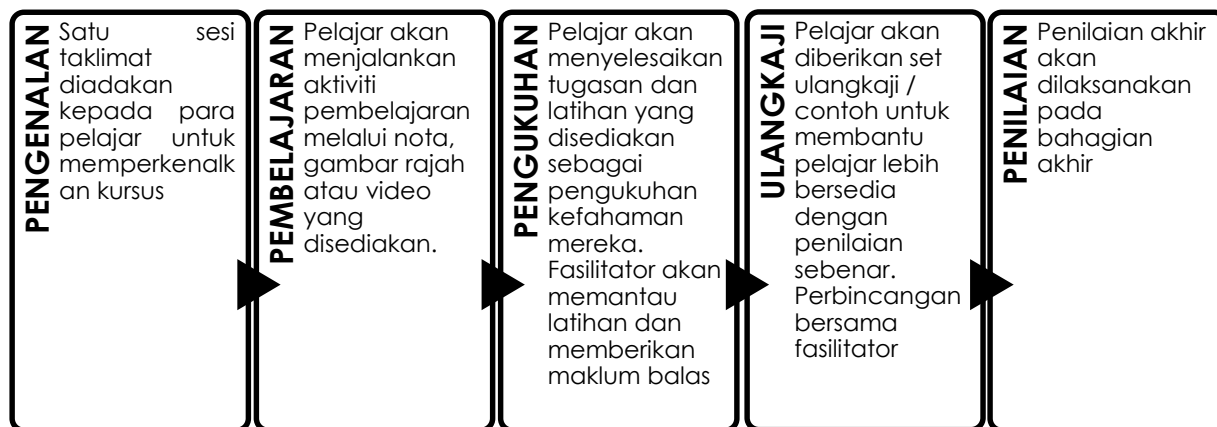 PENGENALAN
Satu sesi
taklimat
diadakan
kepada para
pelajar untuk
memperkenalk
an kursus
PEMBELAJARAN
Pelajar akan
menjalankan
aktiviti
pembelajaran
melalui nota,
gambar rajah
atau video
yang
disediakan.
PENGUKUHAN
Pelajar akan
menyelesaikan
tugasan dan
latihan yang
disediakan
sebagai
pengukuhan
kefahaman
mereka.
Fasilitator akan
memantau
latihan dan
memberikan
maklum balas
ULANGKAJI
Pelajar akan
diberikan set
ulangkaji /
contoh untuk
membantu
pelajar lebih
bersedia
dengan
penilaian
sebenar.
Perbincangan
bersama
fasilitator
PENILAIAN
Penilaian akhir
akan
dilaksanakan
pada
bahagian
akhir